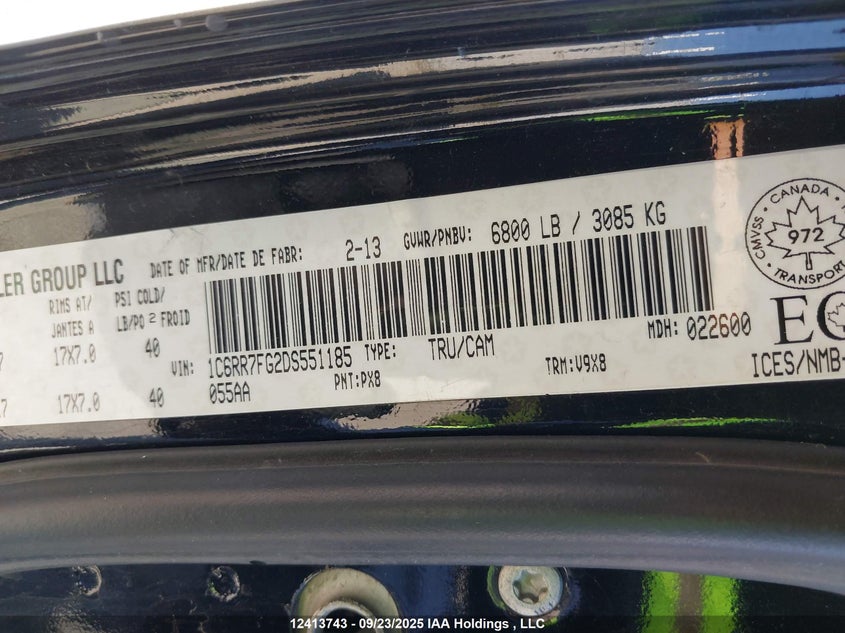 LER GROUP LLC
DATE OF MFR/DATE DE FABR: 2-13 GVWR/PNBV: 6800 LB / 3085 KG
RIMS AT/ JANTES A
PSI COLD/ LB/PO 2 FROID
17X7.0 40
17X7.0 40
VIN: 1C6RR7FG2DS551185 TYPE: TRU/CAM MDH: 022600
055AA PNT:PX8 TRM:V9X8
CMVSS · CANADA ·
972
TRANSPORT
ICES/NMB-
12413743 - 09/23/2025 IAA Holdings , LLC